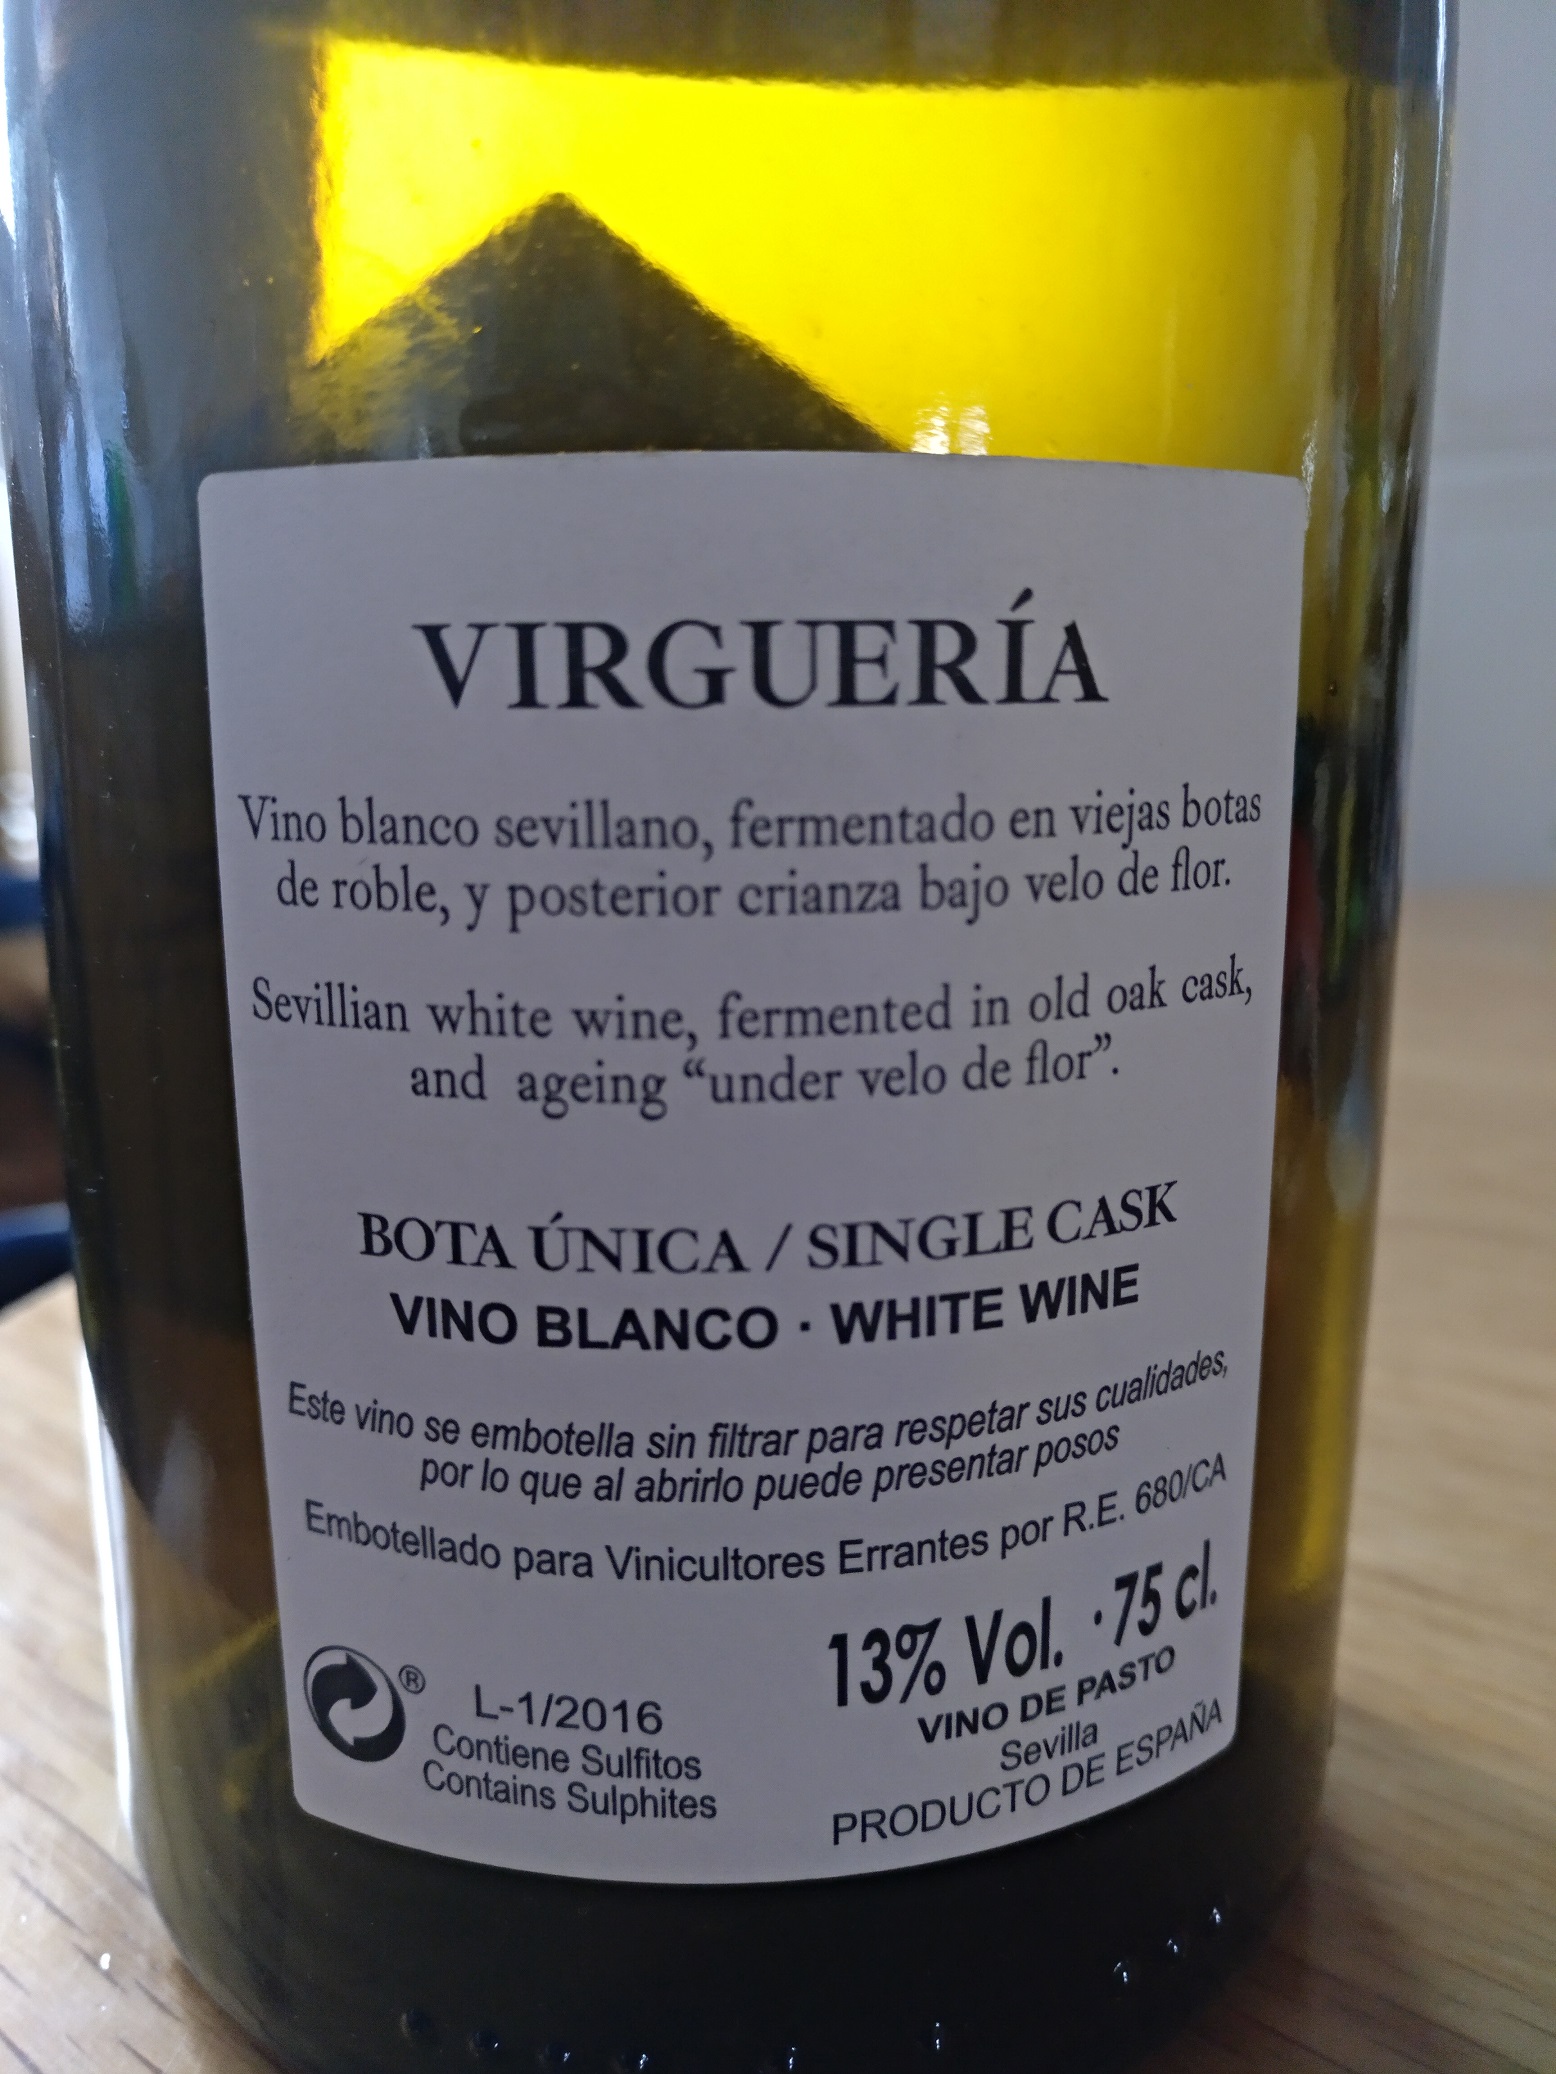 VIRGUERÍA
Vino blanco sevillano, fermentado en viejas botas
de roble, y posterior crianza bajo velo de flor.
Sevillian white wine, fermented in old oak cask,
and ageing “under velo de flor”.
BOTA ÚNICA / SINGLE CASK
VINO BLANCO · WHITE WINE
Este vino se embotella sin filtrar para respetar sus cualidades,
por lo que al abrirlo puede presentar posos
Embotellado para Vinicultores Errantes por R.E. 680/CA
13% Vol. · 75 cl.
VINO DE PASTO
Sevilla
PRODUCTO DE ESPAÑA
®
L-1/2016
Contiene Sulfitos
Contains Sulphites